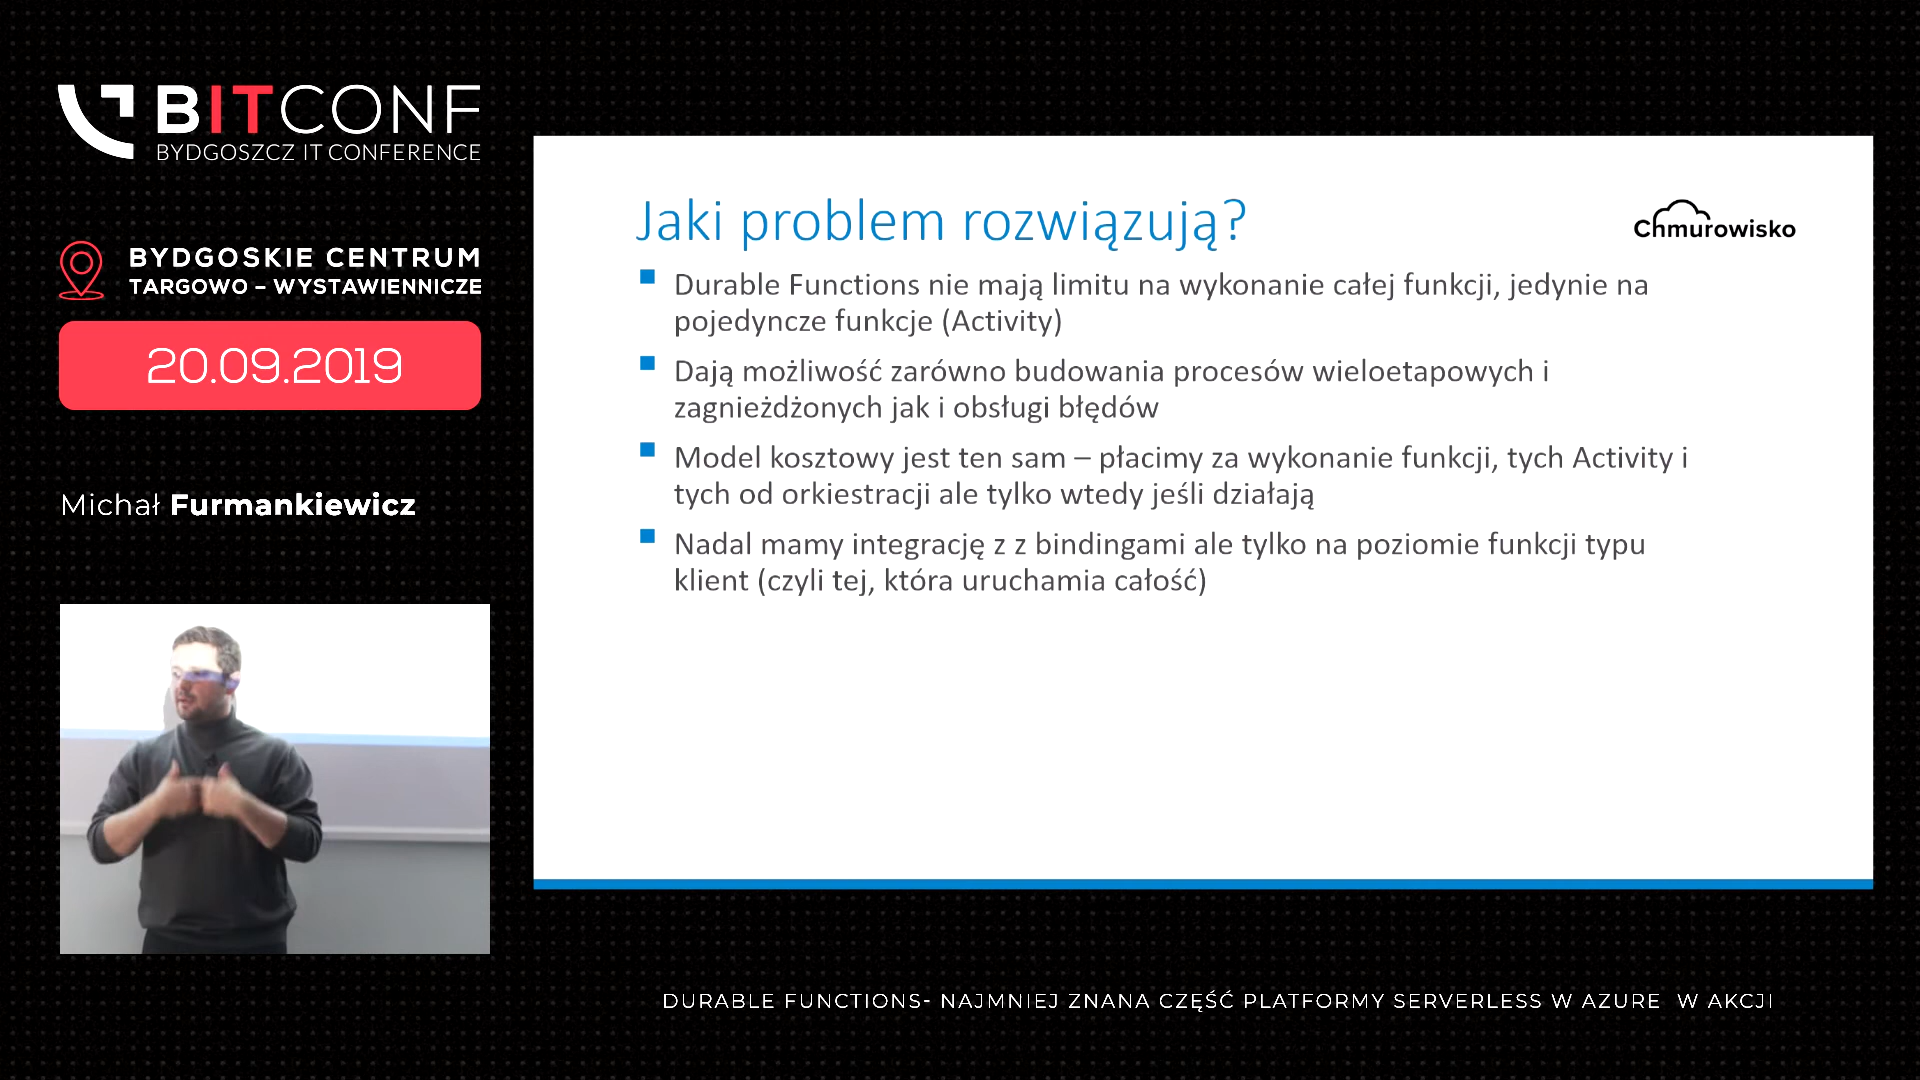 BITCONF
BYDGOSZCZ IT CONFERENCE
BYDGOSKIE CENTRUM
TARGOWO – WYSTAWIENNICZE
20.09.2019
Michał Furmankiewicz
Jaki problem rozwiązują?
Chmurowisko
Durable Functions nie mają limitu na wykonanie całej funkcji, jedynie na
pojedyncze funkcje (Activity)
Dają możliwość zarówno budowania procesów wieloetapowych i
zagnieżdżonych jak i obsługi błędów
Model kosztowy jest ten sam – płacimy za wykonanie funkcji, tych Activity i
tych od orkiestracji ale tylko wtedy jeśli działają
Nadal mamy integrację z z bindingami ale tylko na poziomie funkcji typu
klient (czyli tej, która uruchamia całość)
DURABLE FUNCTIONS- NAJMNIEJ ZNANA CZĘŚĆ PLATFORMY SERVERLESS W AZURE W AKCJI